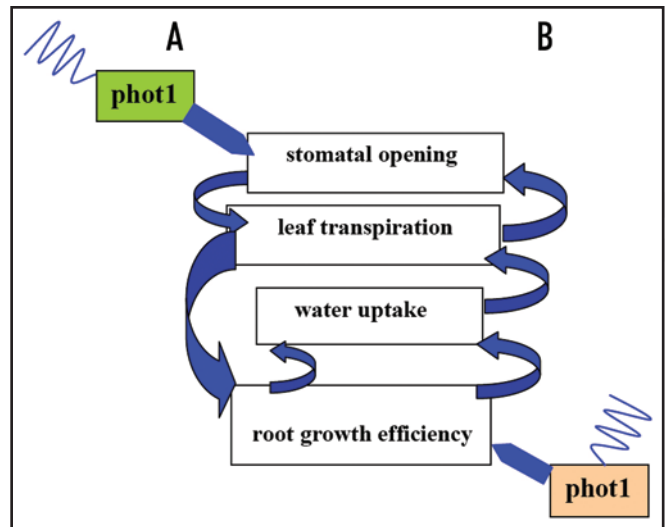 A
B
phot1
stomatal opening
leaf transpiration
water uptake
root growth efficiency
phot1